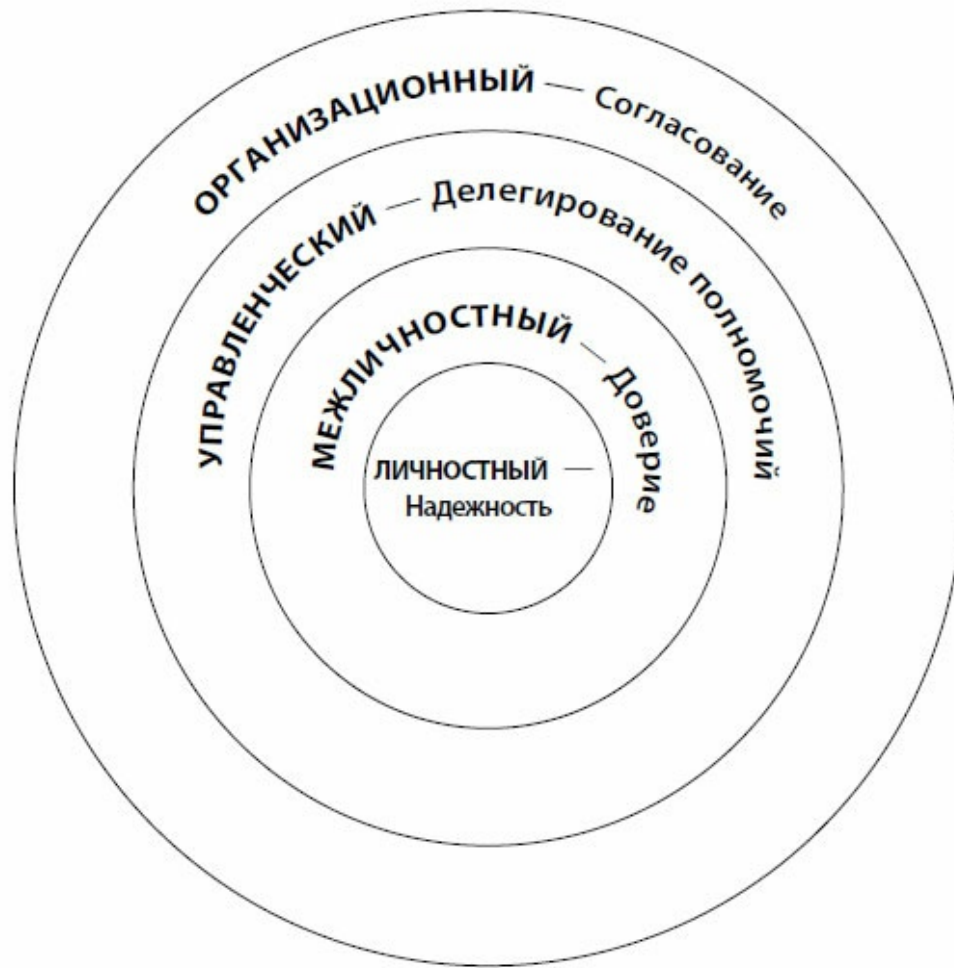 ОРГАНИЗАЦИОННЫЙ — Согласование
УПРАВЛЕНЧЕСКИЙ — Делегирование полномочий
МЕЖЛИЧНОСТНЫЙ — Доверие
ЛИЧНОСТНЫЙ —
Надежность